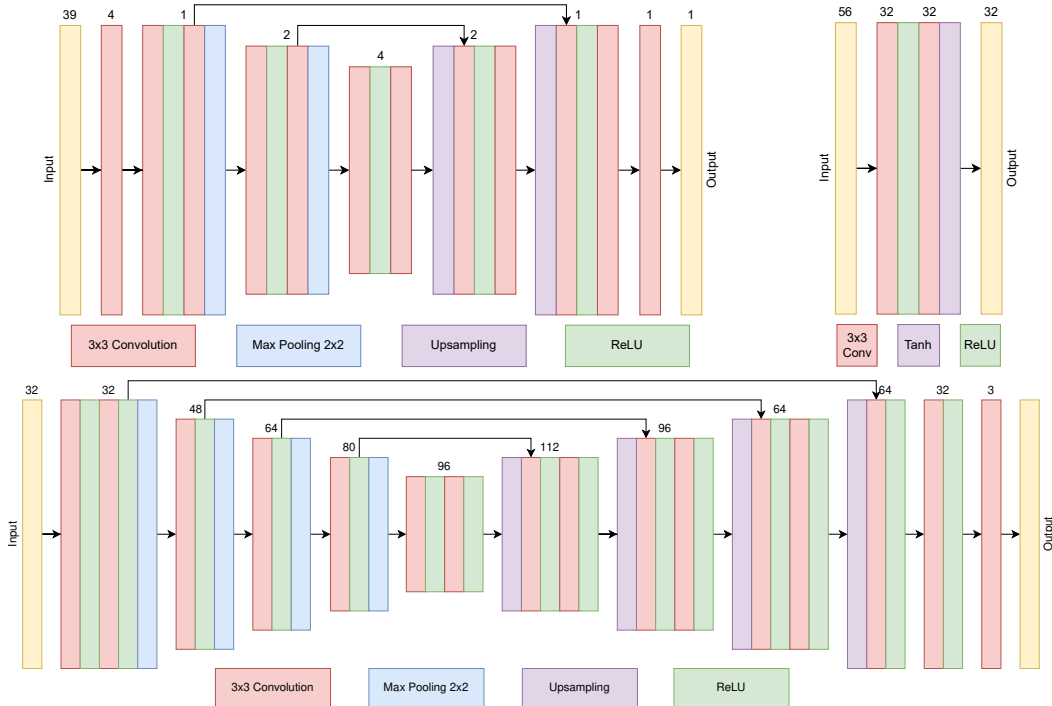 39 4 1 2 4 2 1 1 1
Input
Output
3x3 Convolution
Max Pooling 2x2
Upsampling
ReLU
56 32 32 32
Input
Output
3x3
Conv
Tanh
ReLU
32 32 48 64 80 96 112 96 64 64 32 3
Input
Output
3x3 Convolution
Max Pooling 2x2
Upsampling
ReLU